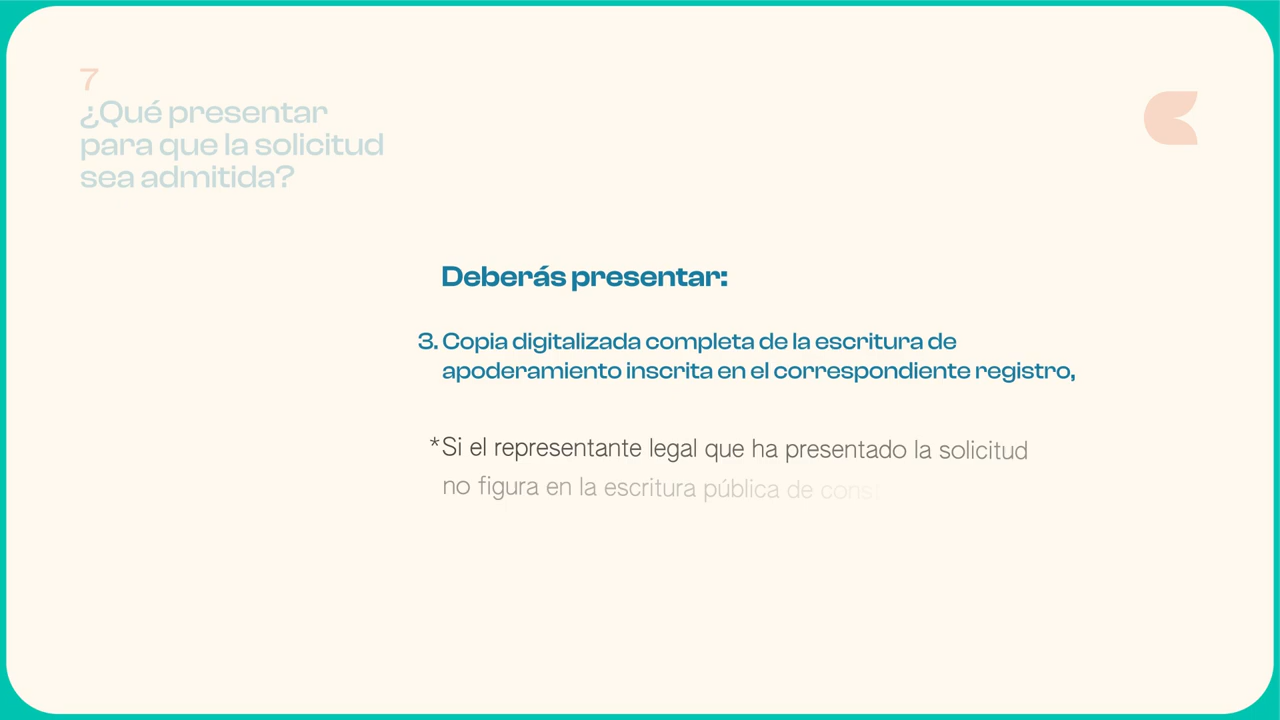 7
¿Qué presentar
para que la solicitud
sea admitida?
Deberás presentar:
3. Copia digitalizada completa de la escritura de
apoderamiento inscrita en el correspondiente registro,
*Si el representante legal que ha presentado la solicitud
no figura en la escritura pública de